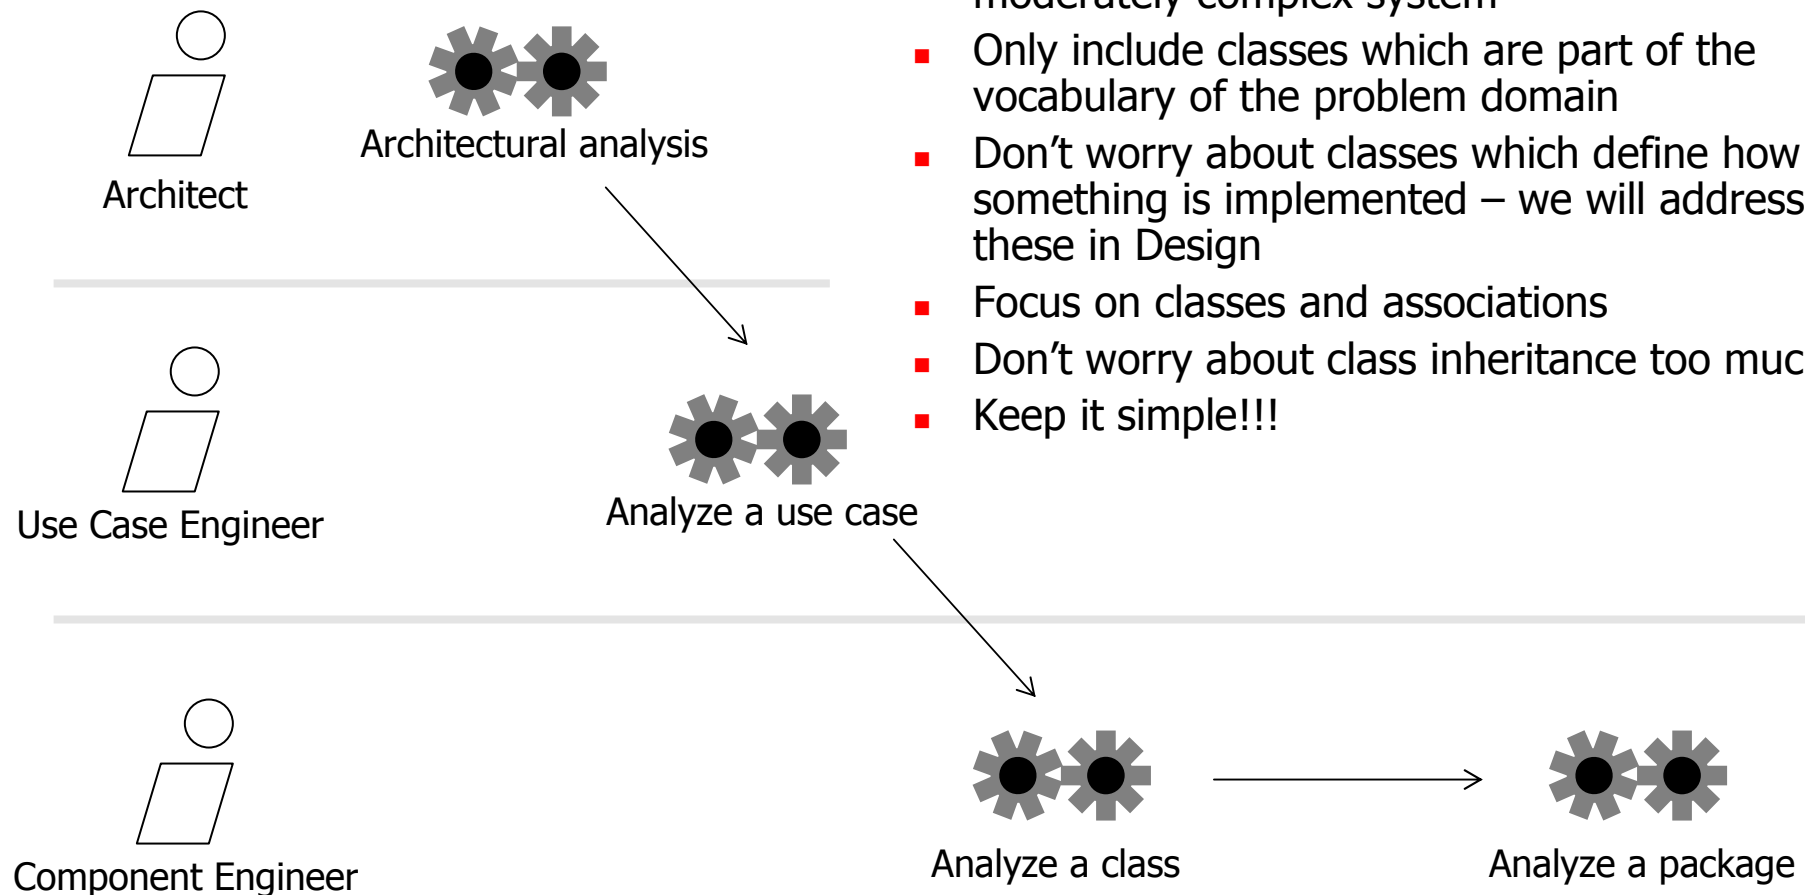 moderately complex system
Only include classes which are part of the
vocabulary of the problem domain
Don’t worry about classes which define how
something is implemented – we will address
these in Design
Focus on classes and associations
Don’t worry about class inheritance too muc
Keep it simple!!!
Architectural analysis
Architect
Analyze a use case
Use Case Engineer
Analyze a class
Analyze a package
Component Engineer